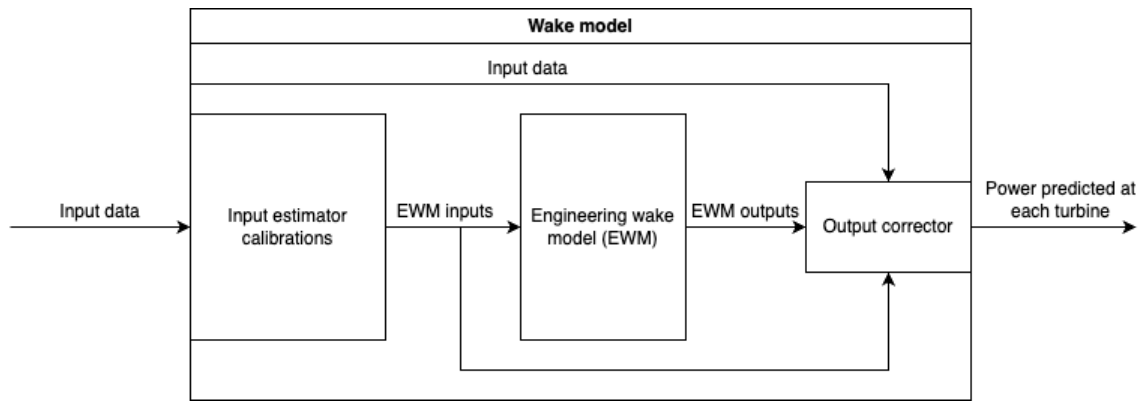 Wake model
Input data
Input data
Input estimator
calibrations
EWM inputs
Engineering wake
model (EWM)
EWM outputs
Output corrector
Power predicted at
each turbine